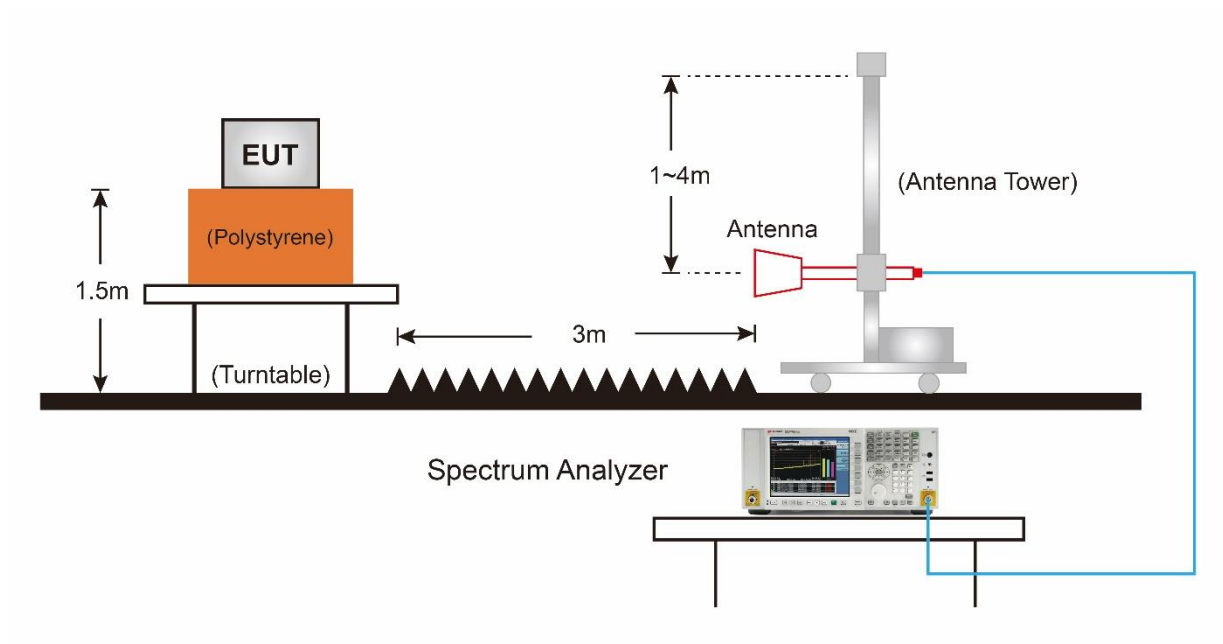 EUT
1~4m
(Antenna Tower)
(Polystyrene)
Antenna
1.5m
3m
(Turntable)
Spectrum Analyzer